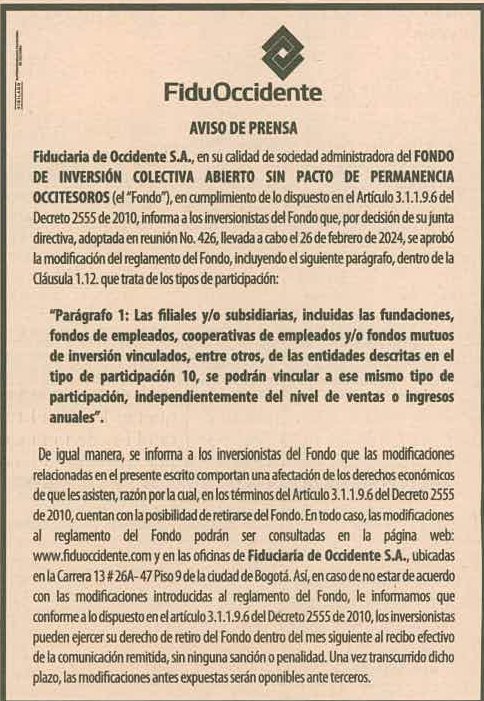 VIGILADO
FiduOccidente
AVISO DE PRENSA
Fiduciaria de Occidente S.A., en su calidad de sociedad administradora del FONDO
DE INVERSIÓN COLECTIVA ABIERTO SIN PACTO DE PERMANENCIA
OCCITESOROS (el "Fondo"), en cumplimiento de lo dispuesto en el Artículo 3.1.1.9.6 del
Decreto 2555 de 2010, informa a los inversionistas del Fondo que, por decisión de su junta
directiva, adoptada en reunión No. 426, llevada a cabo el 26 de febrero de 2024, se aprobó
la modificación del reglamento del Fondo, incluyendo el siguiente parágrafo, dentro de la
Cláusula 1.12. que trata de los tipos de participación:
"Parágrafo 1: Las filiales y/o subsidiarias, incluidas las fundaciones,
fondos de empleados, cooperativas de empleados y/o fondos mutuos
de inversión vinculados, entre otros, de las entidades descritas en el
tipo de participación 10, se podrán vincular a ese mismo tipo de
participación, independientemente del nivel de ventas o ingresos
anuales".
De igual manera, se informa a los inversionistas del Fondo que las modificaciones
relacionadas en el presente escrito comportan una afectación de los derechos económicos
de que les asisten, razón por la cual, en los términos del Artículo 3.1.1.9.6 del Decreto 2555
de 2010, cuentan con la posibilidad de retirarse del Fondo. En todo caso, las modificaciones
al reglamento del Fondo podrán ser consultadas en la página web:
www.fiduoccidente.com y en las oficinas de Fiduciaria de Occidente S.A., ubicadas
en la Carrera 13 # 26A- 47 Piso 9 de la ciudad de Bogotá. Así, en caso de no estar de acuerdo
con las modificaciones introducidas al reglamento del Fondo, le informamos que
conforme a lo dispuesto en el artículo 3.1.1.9.6 del Decreto 2555 de 2010, los inversionistas
pueden ejercer su derecho de retiro del Fondo dentro del mes siguiente al recibo efectivo
de la comunicación remitida, sin ninguna sanción o penalidad. Una vez transcurrido dicho
plazo, las modificaciones antes expuestas serán oponibles ante terceros.